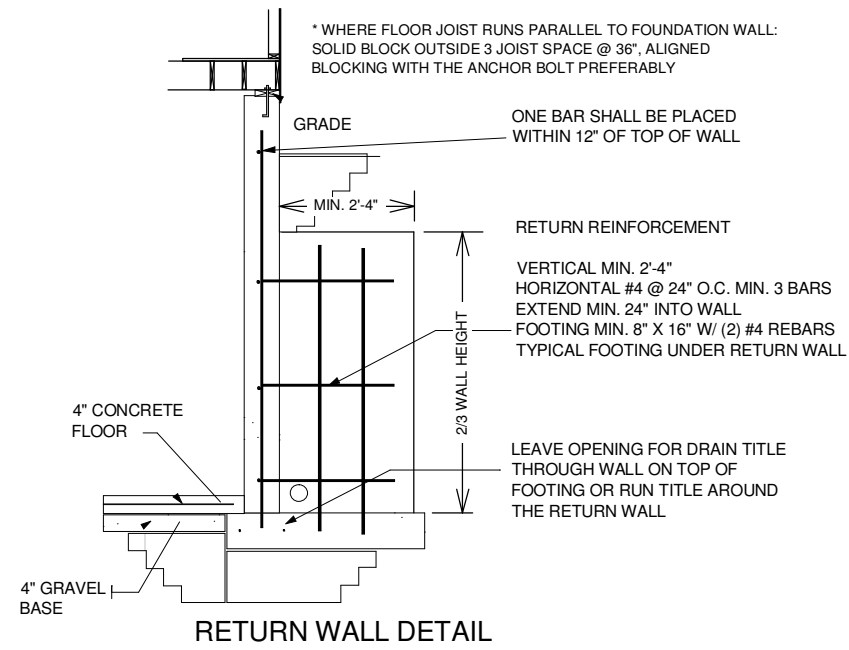 * WHERE FLOOR JOIST RUNS PARALLEL TO FOUNDATION WALL:
SOLID BLOCK OUTSIDE 3 JOIST SPACE @ 36", ALIGNED
BLOCKING WITH THE ANCHOR BOLT PREFERABLY
GRADE
ONE BAR SHALL BE PLACED
WITHIN 12" OF TOP OF WALL
MIN. 2'-4"
RETURN REINFORCEMENT
VERTICAL MIN. 2'-4"
HORIZONTAL #4 @ 24" O.C. MIN. 3 BARS
EXTEND MIN. 24" INTO WALL
FOOTING MIN. 8" X 16" W/ (2) #4 REBARS
TYPICAL FOOTING UNDER RETURN WALL
2/3 WALL HEIGHT
4" CONCRETE
FLOOR
LEAVE OPENING FOR DRAIN TITLE
THROUGH WALL ON TOP OF
FOOTING OR RUN TITLE AROUND
THE RETURN WALL
4" GRAVEL
BASE
RETURN WALL DETAIL